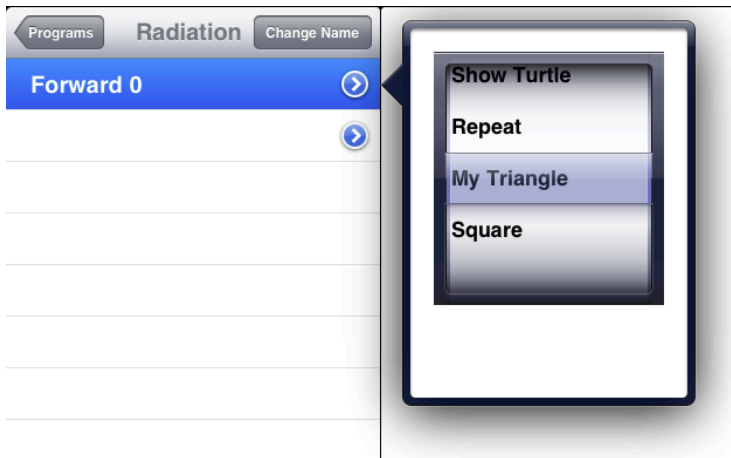 Programs Radiation Change Name
Forward 0
Show Turtle
Repeat
My Triangle
Square